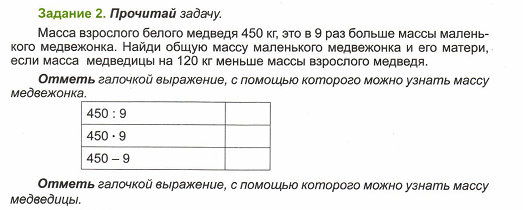 Задание 2. Прочитай задачу.
Масса взрослого белого медведя 450 кг, это в 9 раз больше массы малень-
кого медвежонка. Найди общую массу маленького медвежонка и его матери,
если масса медведицы на 120 кг меньше массы взрослого медведя.
Отметь галочкой выражение, с помощью которого можно узнать массу
медвежонка.
450 : 9
450 · 9
450 – 9
Отметь галочкой выражение, с помощью которого можно узнать массу
медведицы.